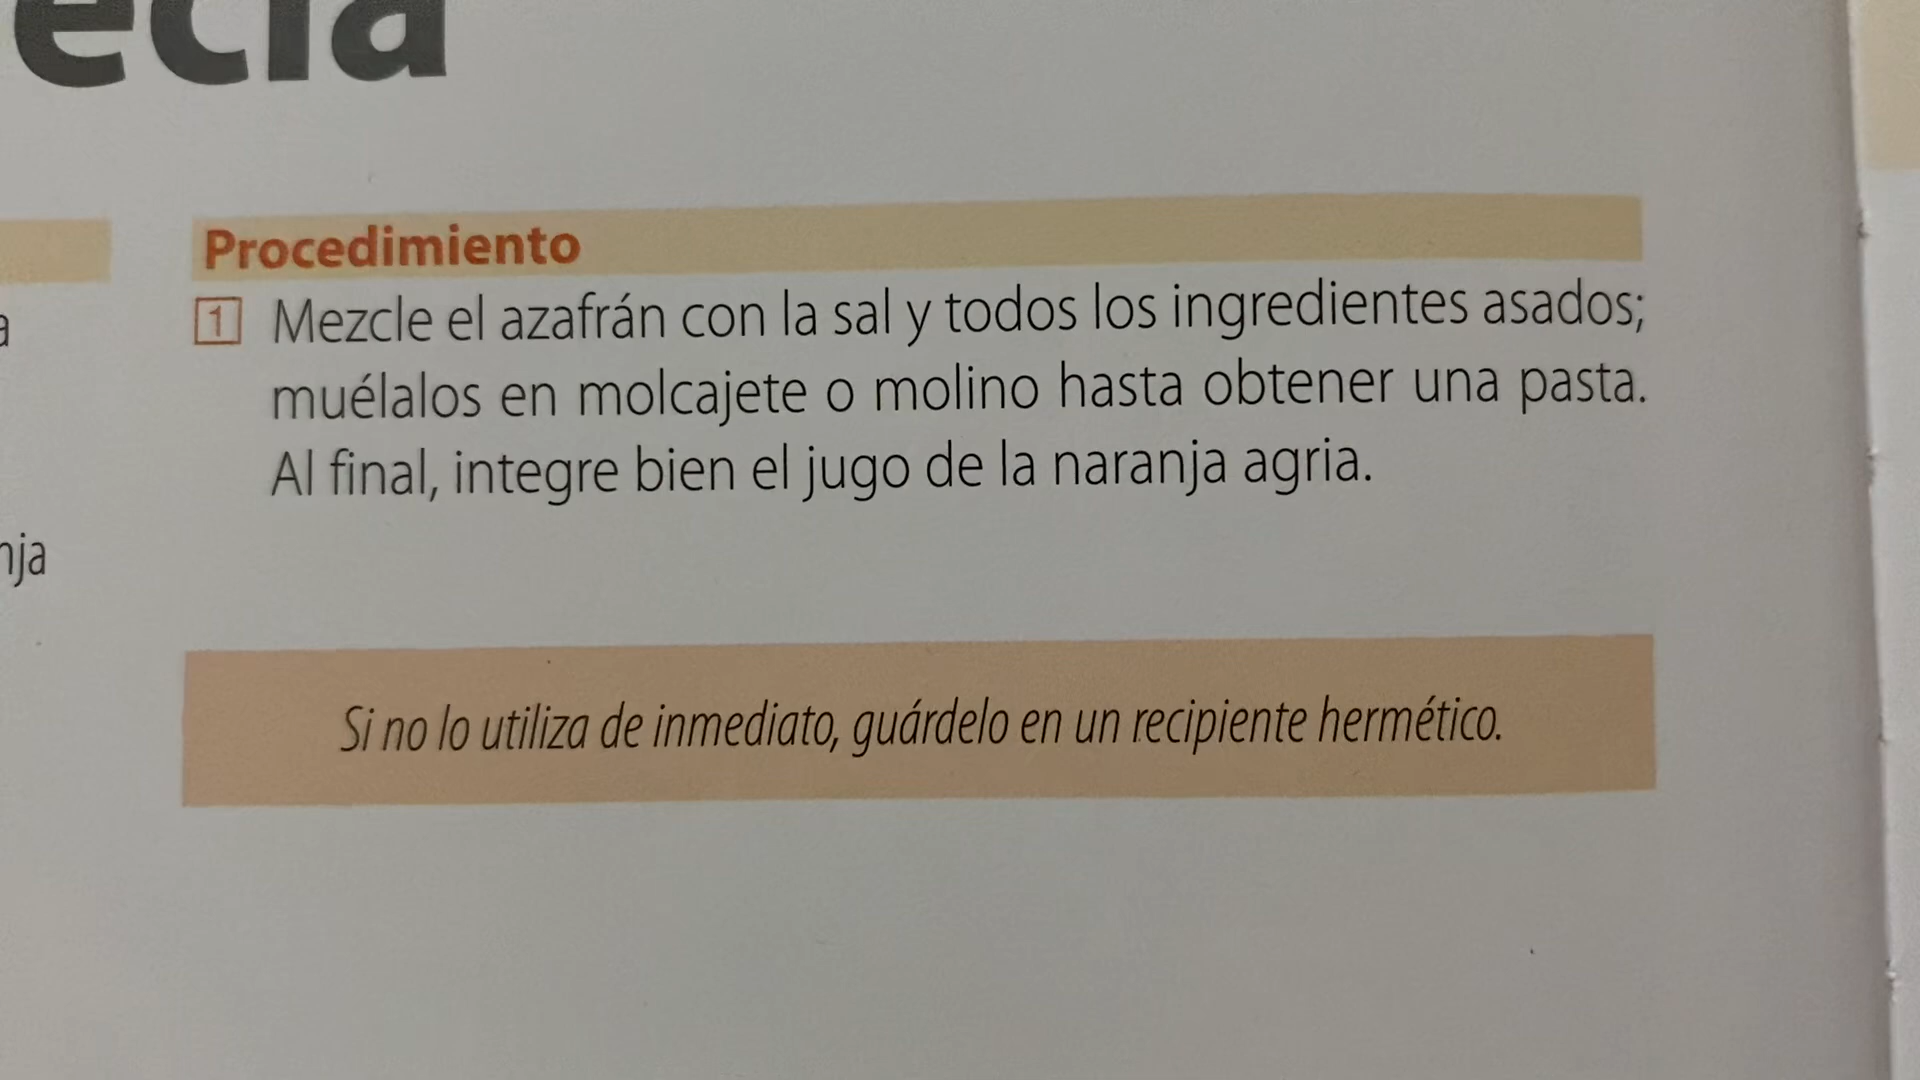 Procedimiento
1 Mezcle el azafrán con la sal y todos los ingredientes asados;
muélalos en molcajete o molino hasta obtener una pasta.
Al final, integre bien el jugo de la naranja agria.
Si no lo utiliza de inmediato, guárdelo en un recipiente hermético.